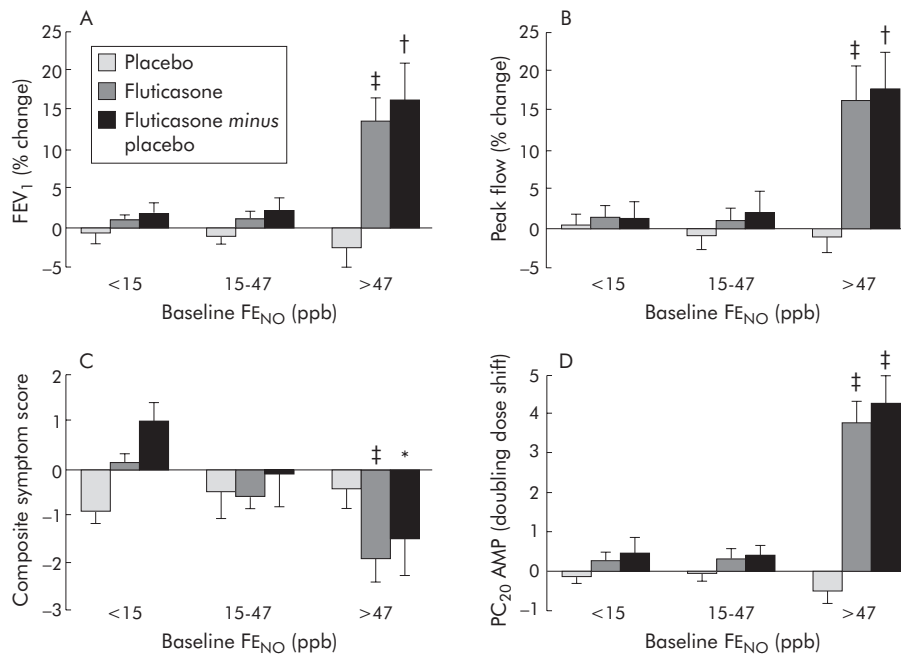 A
25
20
15
10
5
0
–5
FEV1 (% change)
Placebo
Fluticasone
Fluticasone minus
placebo
‡
†
<15
15-47
>47
Baseline FENO (ppb)
B
25
20
15
10
5
0
–5
Peak flow (% change)
‡
†
<15
15-47
>47
Baseline FENO (ppb)
C
2
1
0
–1
–2
–3
Composite symptom score
‡
*
<15
15-47
>47
Baseline FENO (ppb)
D
5
4
3
2
1
0
–1
PC20 AMP (doubling dose shift)
‡
‡
<15
15-47
>47
Baseline FENO (ppb)